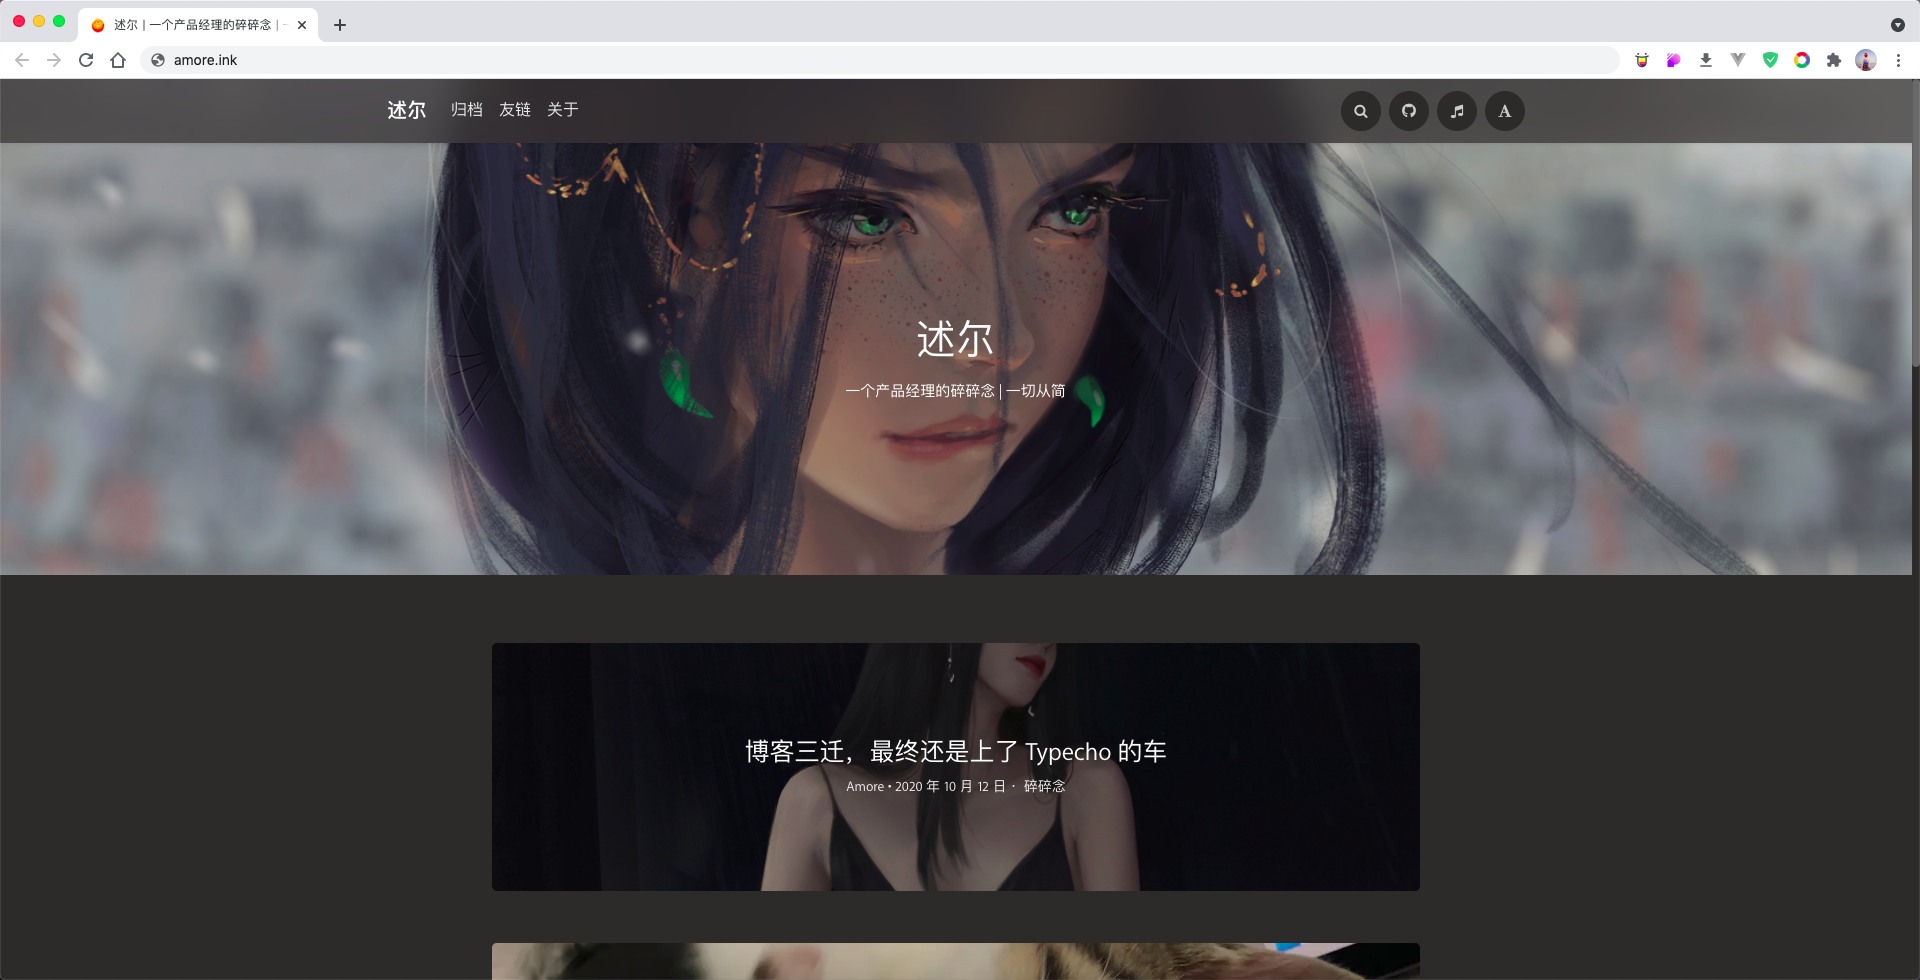 述尔 | 一个产品经理的碎碎念 |
amore.ink
述尔 归档 友链 关于
A
述尔
一个产品经理的碎碎念 | 一切从简
博客三迁，最终还是上了 Typecho 的车
Amore • 2020 年 10 月 12 日 · 碎碎念